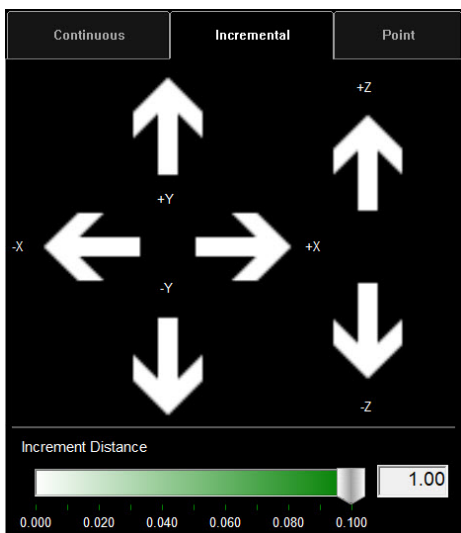 Continuous Incremental Point
+Z
+Y
-X +X
-Y
-Z
Increment Distance
1.00
0.000 0.020 0.040 0.060 0.080 0.100